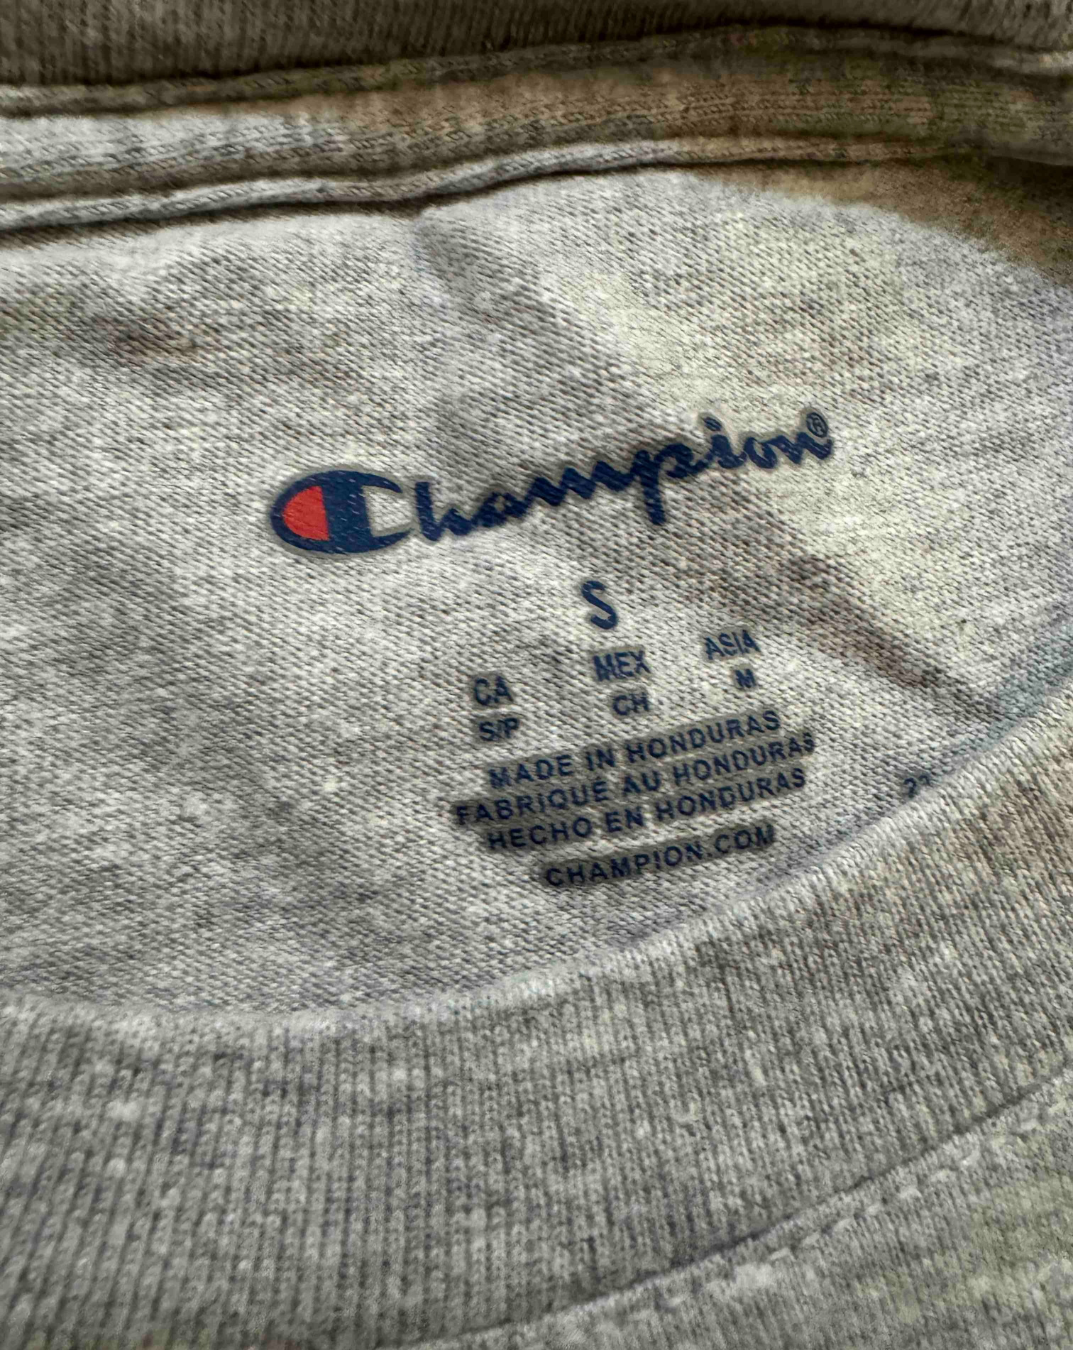 Champion®
S
CA MEX ASIA
S/P CH M
MADE IN HONDURAS
FABRIQUÉ AU HONDURAS
HECHO EN HONDURAS
CHAMPION.COM